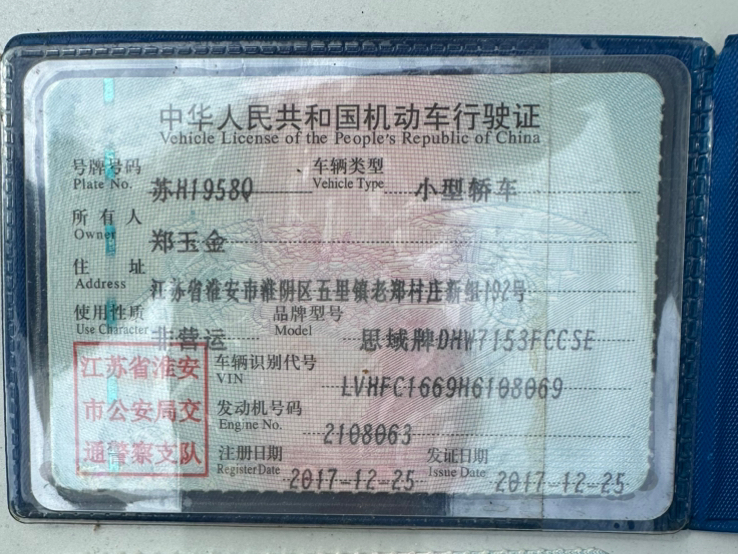 中华人民共和国机动车行驶证
Vehicle License of the People's Republic of China
号牌号码 苏H1958Q 车辆类型 小型轿车
Plate No. Vehicle Type
所有人 郑玉金
Owner
住址 江苏省淮安市淮阴区五里镇老郑村庄新组192号
Address
使用性质 非营运 品牌型号 思域牌DHW7153FCCSE
Use Character Model
江苏省淮安
市公安局交
通警察支队
车辆识别代号 LVHFC1669H6108069
VIN
发动机号码 2108063
Engine No.
注册日期 2017-12-25 发证日期 2017-12-25
Register Date Issue Date